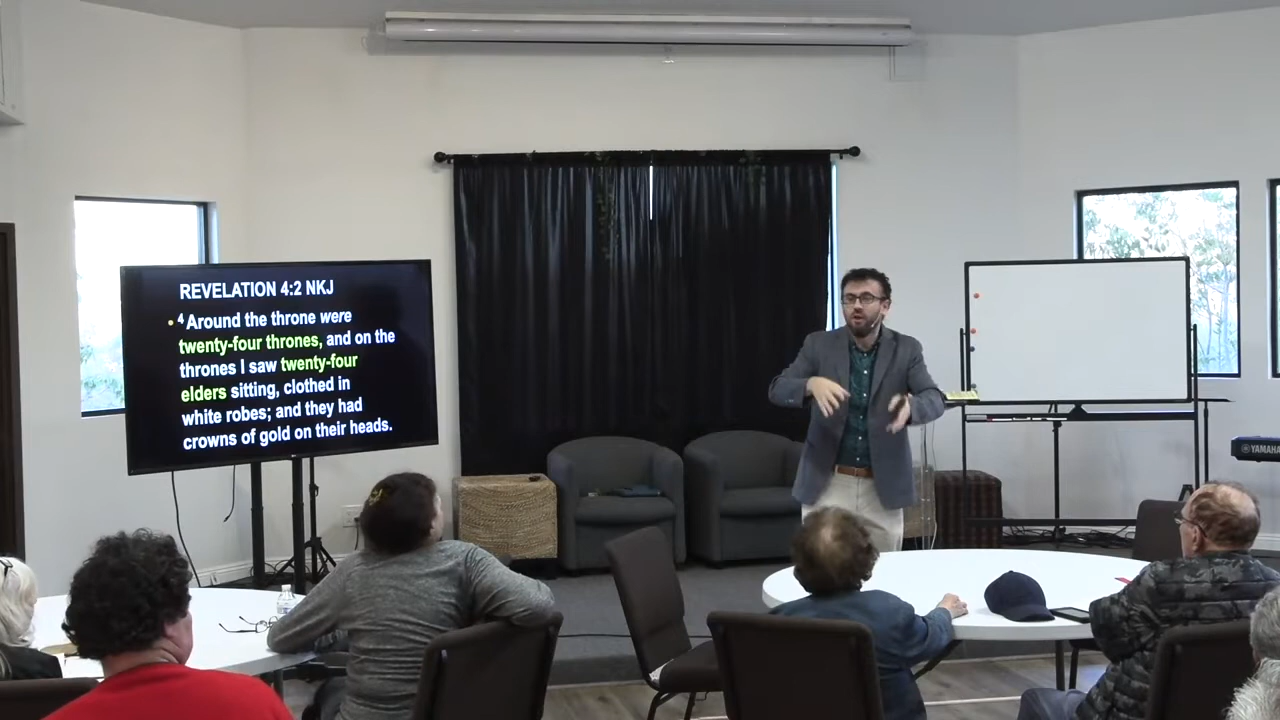 REVELATION 4:2 NKJ
• ⁴ Around the throne were
twenty-four thrones, and on the
thrones I saw twenty-four
elders sitting, clothed in
white robes; and they had
crowns of gold on their heads.
YAMAHA